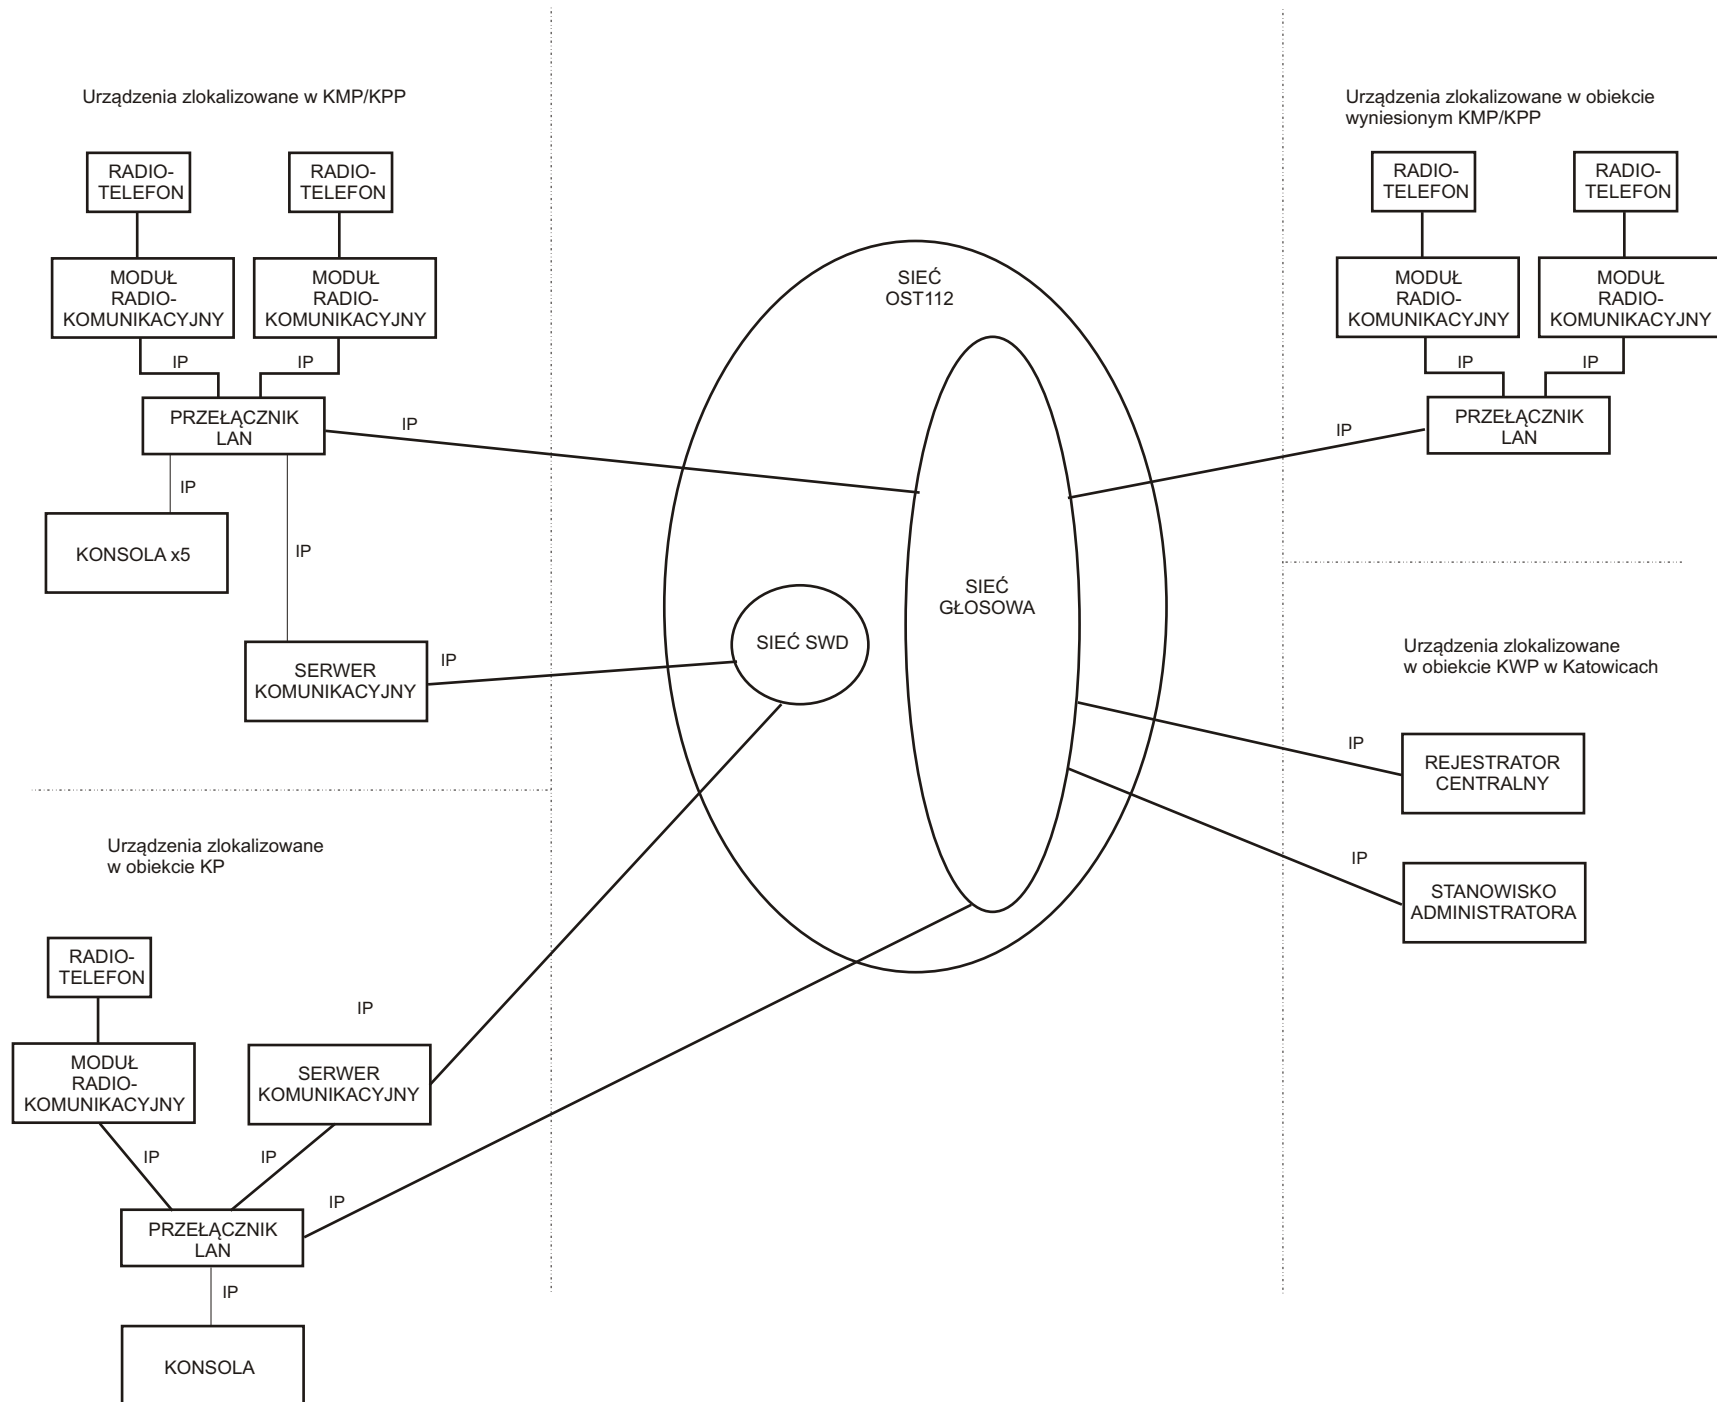 Urządzenia zlokalizowane w KMP/KPP
RADIO-
TELEFON
RADIO-
TELEFON
MODUŁ
RADIO-
KOMUNIKACYJNY
MODUŁ
RADIO-
KOMUNIKACYJNY
IP
IP
PRZEŁĄCZNIK
LAN
IP
IP
KONSOLA x5
IP
SERWER
KOMUNIKACYJNY
IP
Urządzenia zlokalizowane
w obiekcie KP
RADIO-
TELEFON
IP
MODUŁ
RADIO-
KOMUNIKACYJNY
SERWER
KOMUNIKACYJNY
IP
IP
IP
PRZEŁĄCZNIK
LAN
IP
KONSOLA
SIEĆ
OST112
SIEĆ
GŁOSOWA
SIEĆ SWD
Urządzenia zlokalizowane w obiekcie
wyniesionym KMP/KPP
RADIO-
TELEFON
RADIO-
TELEFON
MODUŁ
RADIO-
KOMUNIKACYJNY
MODUŁ
RADIO-
KOMUNIKACYJNY
IP
IP
IP
PRZEŁĄCZNIK
LAN
Urządzenia zlokalizowane
w obiekcie KWP w Katowicach
IP
REJESTRATOR
CENTRALNY
IP
STANOWISKO
ADMINISTRATORA